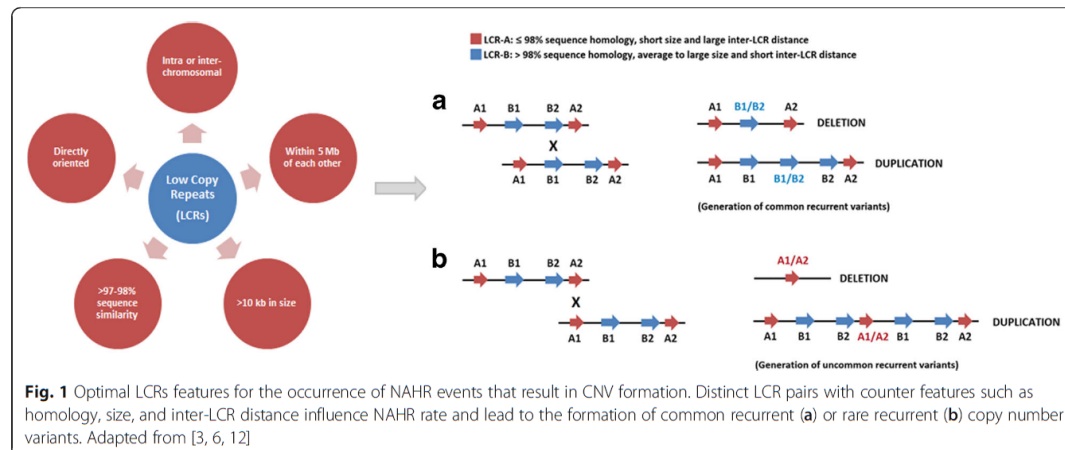 Intra or inter-
chromosomal
Directly
oriented
Within 5 Mb
of each other
Low Copy
Repeats
(LCRs)
>97-98%
sequence
similarity
>10 kb in size
LCR-A: ≤ 98% sequence homology, short size and large inter-LCR distance
LCR-B: > 98% sequence homology, average to large size and short inter-LCR distance
a
A1 B1 B2 A2
X
A1 B1 B2 A2
A1 B1/B2 A2
DELETION
DUPLICATION
A1 B1 B1/B2 B2 A2
(Generation of common recurrent variants)
b
A1 B1 B2 A2
X
A1 B1 B2 A2
A1/A2
DELETION
DUPLICATION
A1 B1 B2 A1/A2 B1 B2 A2
(Generation of uncommon recurrent variants)
Fig. 1 Optimal LCRs features for the occurrence of NAHR events that result in CNV formation. Distinct LCR pairs with counter features such as
homology, size, and inter-LCR distance influence NAHR rate and lead to the formation of common recurrent (a) or rare recurrent (b) copy number
variants. Adapted from [3, 6, 12]